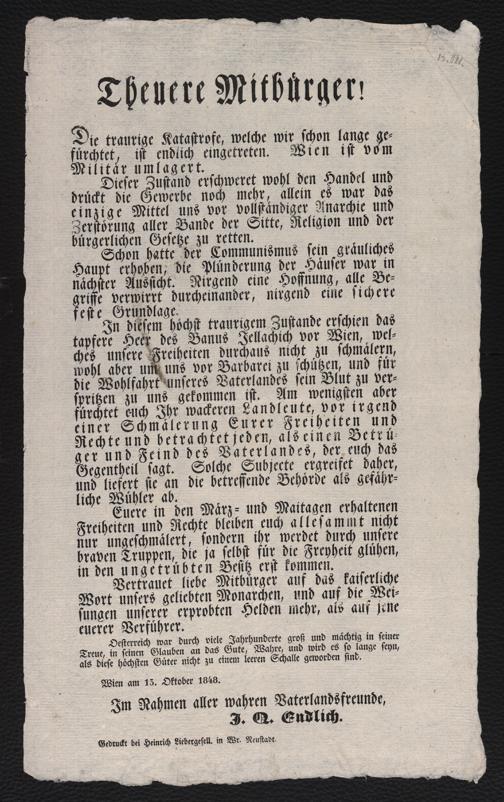 Theuere Mitbürger!
Die traurige Katastrofe, welche wir schon lange ge-
fürchtet, ist endlich eingetreten. Wien ist vom
Militär umlagert.
Dieser Zustand erschweret wohl den Handel und
drückt die Gewerbe noch mehr, allein es war das
einzige Mittel uns vor vollständiger Anarchie und
Zerstörung aller Bande der Sitte, Religion und der
bürgerlichen Gesetze zu retten.
Schon hatte der Communismus sein gräuliches
Haupt erhoben; die Plünderung der Häuser war in
nächster Aussicht. Nirgend eine Hoffnung, alle Be-
griffe verwirrt durcheinander, nirgend eine sichere
feste Grundlage.
In diesem höchst traurigem Zustande erschien das
tapfere Heer des Banus Jellachich vor Wien, wel-
ches unsere Freiheiten durchaus nicht zu schmälern,
wohl aber um uns vor Barbarei zu schützen, und für
die Wohlfahrt unseres Vaterlandes sein Blut zu ver-
spritzen zu uns gekommen ist. Am wenigsten aber
fürchtet euch Ihr wackeren Landleute, vor irgend
einer Schmälerung Eurer Freiheiten und
Rechte und betrachtet jeden, als einen Betrü-
ger und Feind des Vaterlandes, der euch das
Gegentheil sagt. Solche Subjecte ergreifet daher,
und liefert sie an die betreffende Behörde als gefähr-
liche Wühler ab.
Euere in den März- und Maitagen erhaltenen
Freiheiten und Rechte bleiben euch allesammt nicht
nur ungeschmälert, sondern ihr werdet durch unsere
braven Truppen, die ja selbst für die Freyheit glühen,
in den ungetrübten Besitz erst kommen.
Vertrauet liebe Mitbürger auf das kaiserliche
Wort unsers geliebten Monarchen, und auf die Wei-
sungen unserer erprobten Helden mehr, als auf jene
euerer Verführer.
Oesterreich war durch viele Jahrhunderte groß und mächtig in seiner
Treue, in seinen Glauben an das Gute, Wahre, und wird es so lange seyn,
als diese höchsten Güter nicht zu einem leeren Schalle geworden sind.
Wien am 15. Oktober 1848.
Im Nahmen aller wahren Vaterlandsfreunde,
J. Q. Endlich.
Gedruckt bei Heinrich Liebergesell, in Wr. Neustadt.